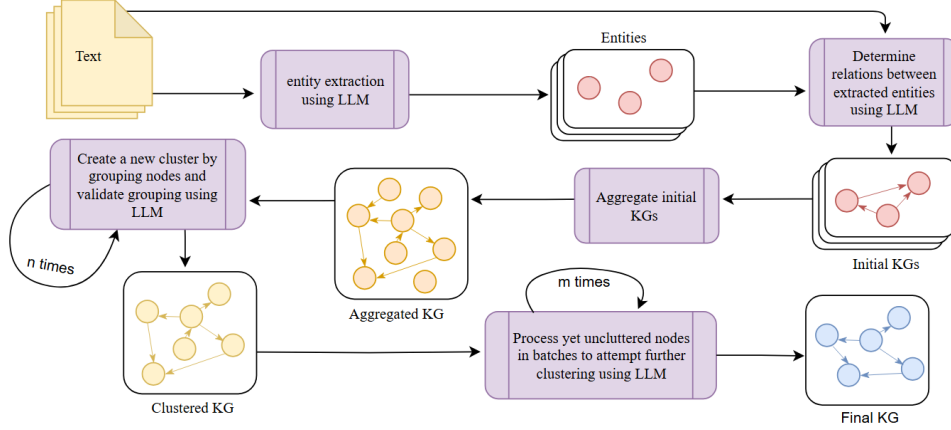 Text
entity extraction
using LLM
Entities
Determine
relations between
extracted entities
using LLM
Create a new cluster by
grouping nodes and
validate grouping using
LLM
n times
Aggregated KG
Aggregate initial
KGs
Initial KGs
Clustered KG
m times
Process yet uncluttered nodes
in batches to attempt further
clustering using LLM
Final KG